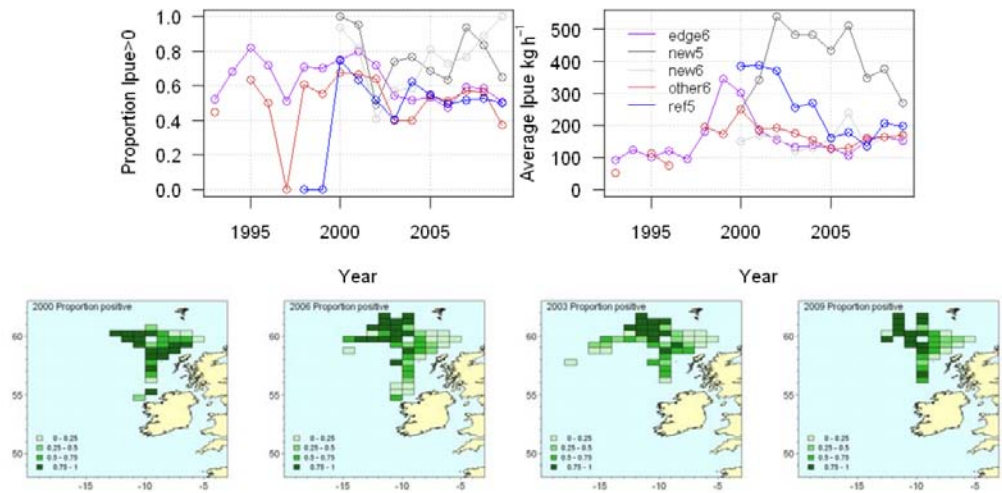 Proportion lpue>0
1.0
0.8
0.6
0.4
0.2
0.0
1995 2000 2005
Year
Average lpue kg h⁻¹
500
400
300
200
100
0
edge6
new5
new6
other6
ref5
1995 2000 2005
Year
2000 Proportion positive
60
55
50
0 - 0.25
0.25 - 0.5
0.5 - 0.75
0.75 - 1
-15 -10 -5
2006 Proportion positive
60
55
50
0 - 0.25
0.25 - 0.5
0.5 - 0.75
0.75 - 1
-15 -10 -5
2003 Proportion positive
60
55
50
0 - 0.25
0.25 - 0.5
0.5 - 0.75
0.75 - 1
-15 -10 -5
2009 Proportion positive
60
55
50
0 - 0.25
0.25 - 0.5
0.5 - 0.75
0.75 - 1
-15 -10 -5